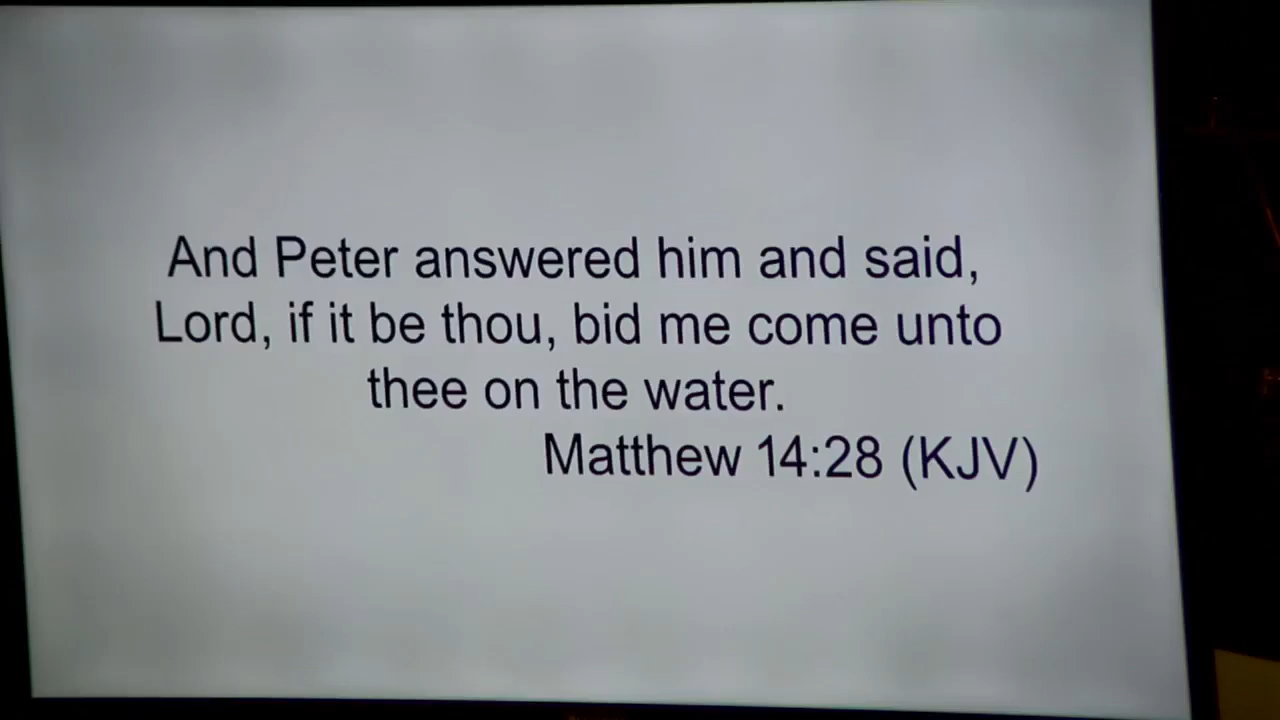 And Peter answered him and said,
Lord, if it be thou, bid me come unto
thee on the water.
Matthew 14:28 (KJV)